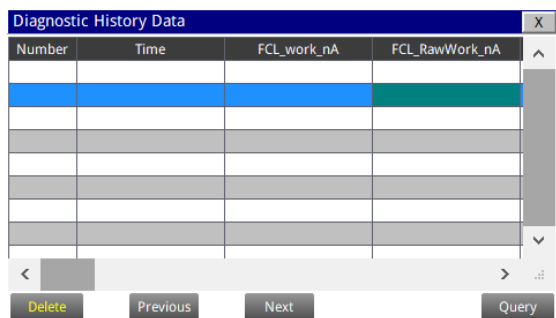 Diagnostic History Data X
Number Time FCL_work_nA FCL_RawWork_nA
Delete Previous Next Query